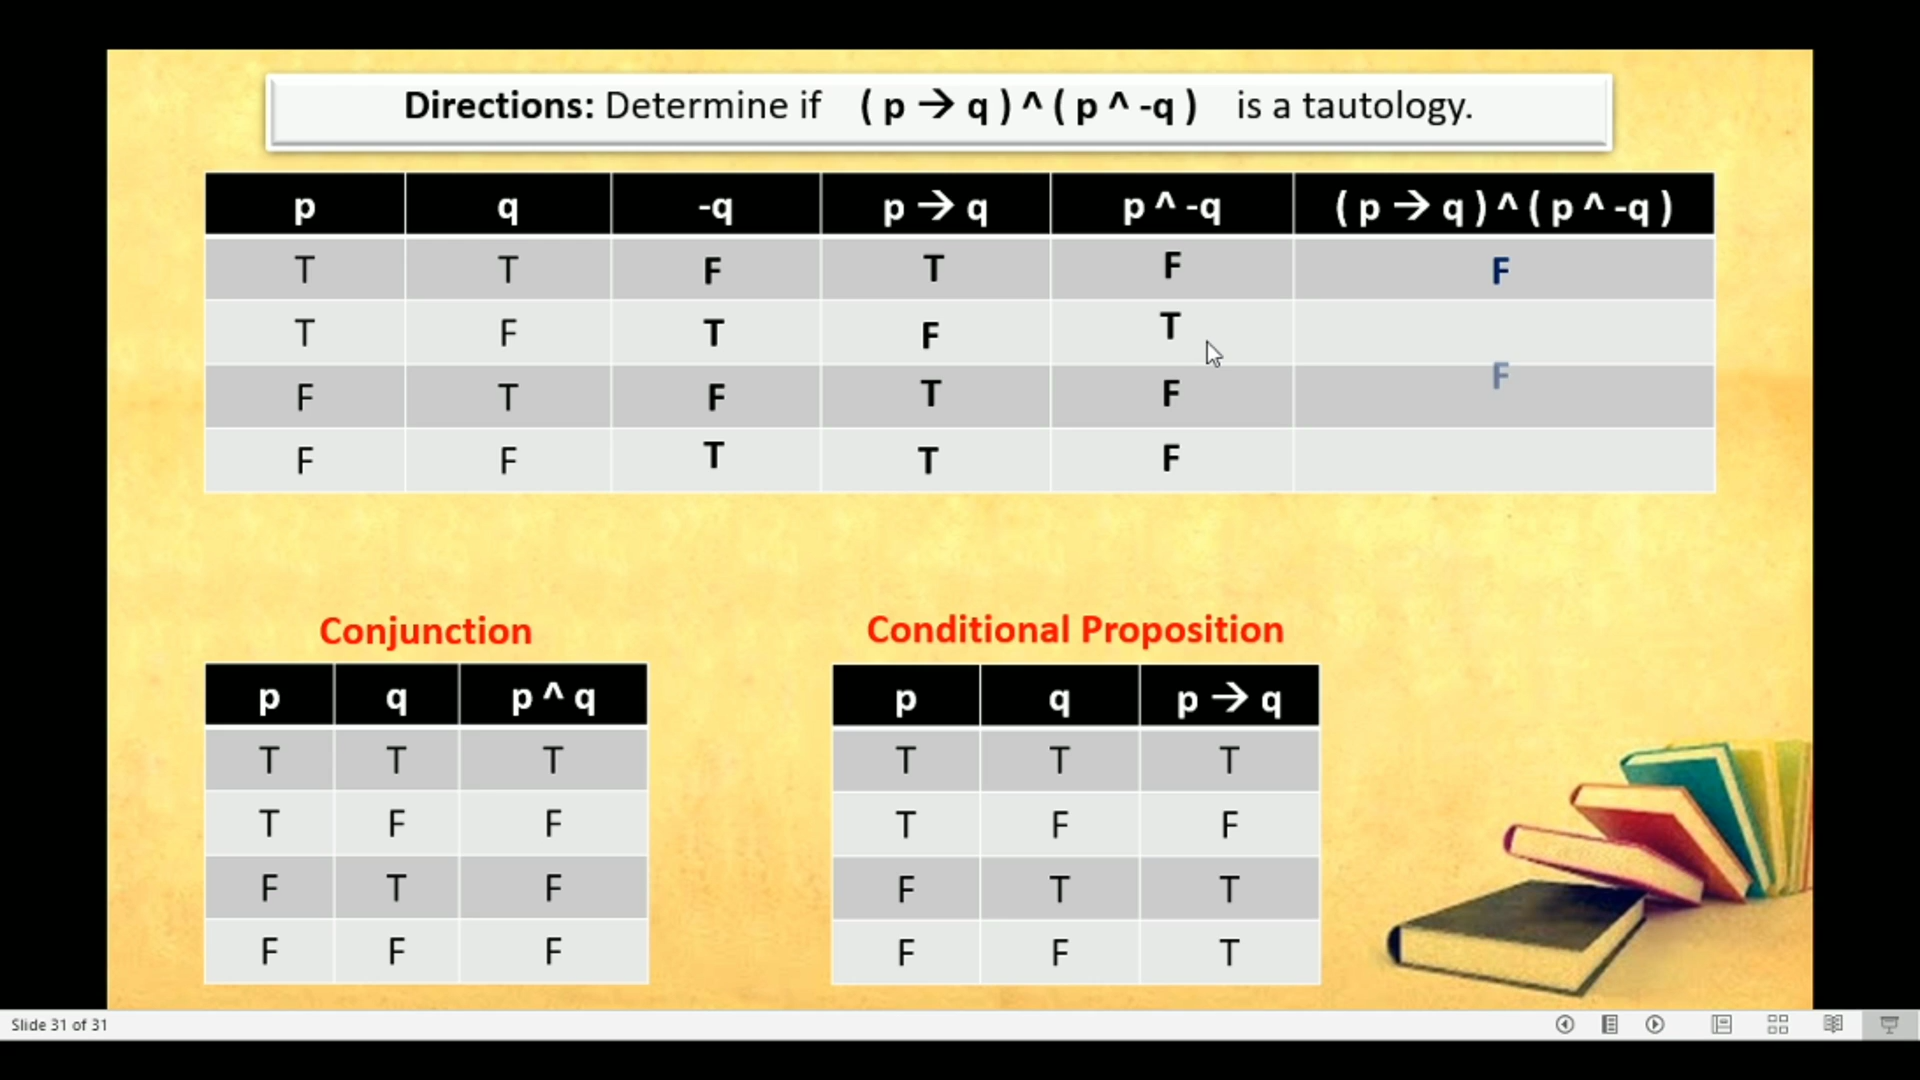 Directions: Determine if ( p → q ) ^ ( p ^ -q ) is a tautology.
p q -q p → q p ^ -q ( p → q ) ^ ( p ^ -q )
T T F T F F
T F T F T
F T F T F F
F F T T F
Conjunction
p q p ^ q
T T T
T F F
F T F
F F F
Conditional Proposition
p q p → q
T T T
T F F
F T T
F F T
Slide 31 of 31